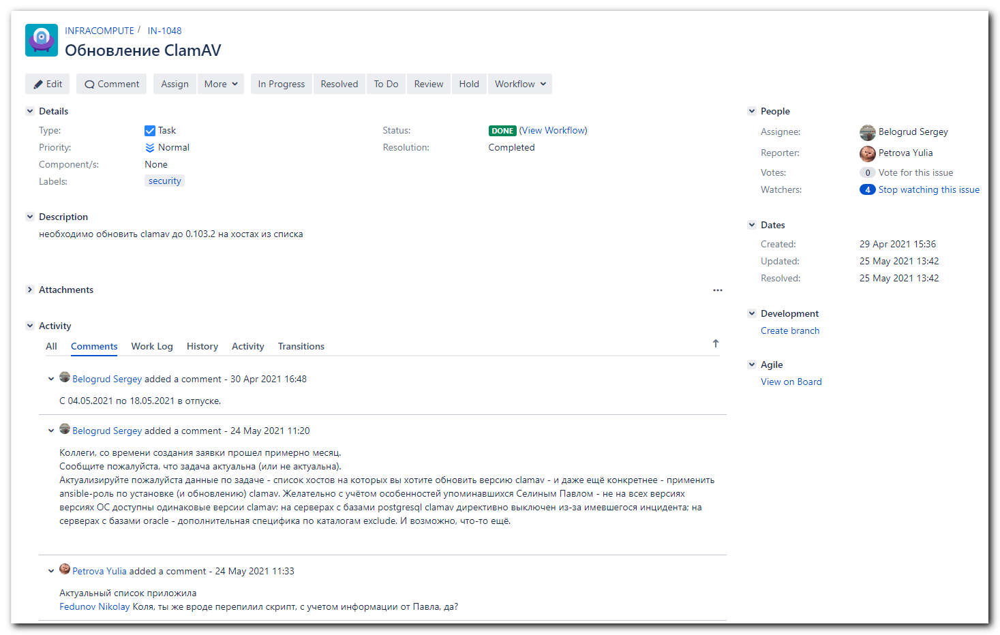 INFRACOMPUTE / IN-1048
Обновление ClamAV
Edit Comment Assign More In Progress Resolved To Do Review Hold Workflow
Details
Type: Task
Status: DONE (View Workflow)
Priority: Normal
Resolution: Completed
Component/s: None
Labels: security
Description
необходимо обновить clamav до 0.103.2 на хостах из списка
Attachments
Activity
All Comments Work Log History Activity Transitions
Belogrud Sergey added a comment - 30 Apr 2021 16:48
С 04.05.2021 по 18.05.2021 в отпуске.
Belogrud Sergey added a comment - 24 May 2021 11:20
Коллеги, со времени создания заявки прошел примерно месяц.
Сообщите пожалуйста, что задача актуальна (или не актуальна).
Актуализируйте пожалуйста данные по задаче - список хостов на которых вы хотите обновить версию clamav - и даже ещё конкретнее - применить
ansible-роль по установке (и обновлению) clamav. Желательно с учётом особенностей упоминавшихся Селиным Павлом - не на всех версиях
версиях ОС доступны одинаковые версии clamav; на серверах с базами postgresql clamav директивно выключен из-за имевшегося инцидента; на
серверах с базами oracle - дополнительная специфика по каталогам exclude. И возможно, что-то ещё.
Petrova Yulia added a comment - 24 May 2021 11:33
Актуальный список приложила
Fedunov Nikolay Коля, ты же вроде перепилил скрипт, с учетом информации от Павла, да?
People
Assignee: Belogrud Sergey
Reporter: Petrova Yulia
Votes: 0 Vote for this issue
Watchers: 4 Stop watching this issue
Dates
Created: 29 Apr 2021 15:36
Updated: 25 May 2021 13:42
Resolved: 25 May 2021 13:42
Development
Create branch
Agile
View on Board